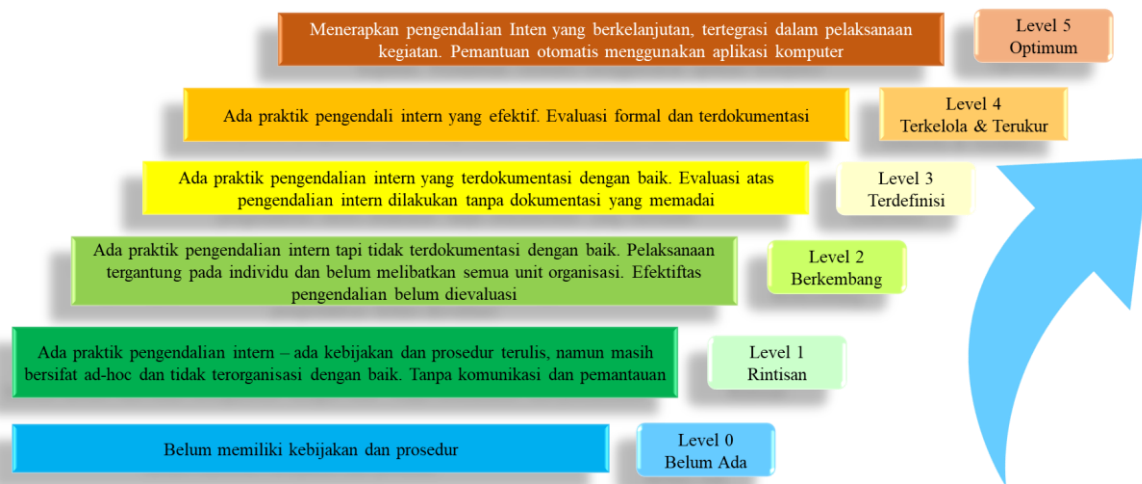 Menerapkan pengendalian Inten yang berkelanjutan, tertegrasi dalam pelaksanaan
kegiatan. Pemantuan otomatis menggunakan aplikasi komputer
Level 5
Optimum
Ada praktik pengendali intern yang efektif. Evaluasi formal dan terdokumentasi
Level 4
Terkelola & Terukur
Ada praktik pengendalian intern yang terdokumentasi dengan baik. Evaluasi atas
pengendalian intern dilakukan tanpa dokumentasi yang memadai
Level 3
Terdefinisi
Ada praktik pengendalian intern tapi tidak terdokumentasi dengan baik. Pelaksanaan
tergantung pada individu dan belum melibatkan semua unit organisasi. Efektiftas
pengendalian belum dievaluasi
Level 2
Berkembang
Ada praktik pengendalian intern – ada kebijakan dan prosedur terulis, namun masih
bersifat ad-hoc dan tidak terorganisasi dengan baik. Tanpa komunikasi dan pemantauan
Level 1
Rintisan
Belum memiliki kebijakan dan prosedur
Level 0
Belum Ada